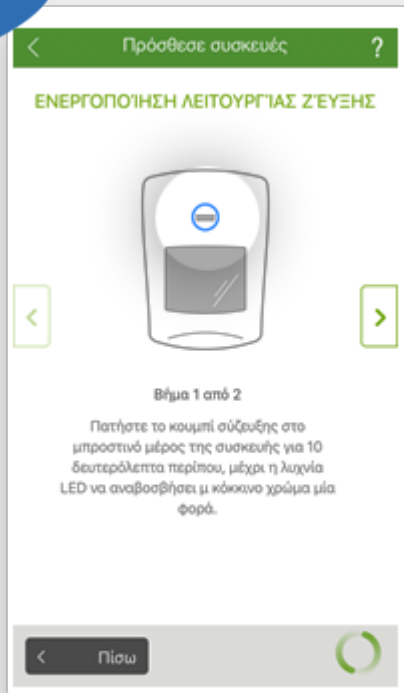 Πρόσθεσε συσκευές ?
ΕΝΕΡΓΟΠΟΊΗΣΗ ΛΕΙΤΟΥΡΓΊΑΣ ΖΈΥΞΗΣ
Βήμα 1 από 2
Πατήστε το κουμπί σύζευξης στο
μπροστινό μέρος της συσκευής για 10
δευτερόλεπτα περίπου, μέχρι η λυχνία
LED να αναβοσβήσει μ κόκκινο χρώμα μία
φορά.
Πίσω